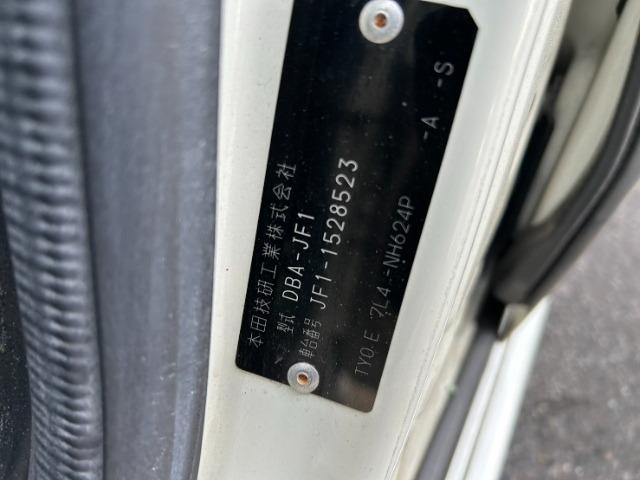 本田技研工業株式会社
型式 DBA-JF1
車台番号 JF1-1528523
TYO.E 7L4-NH624P -A -S